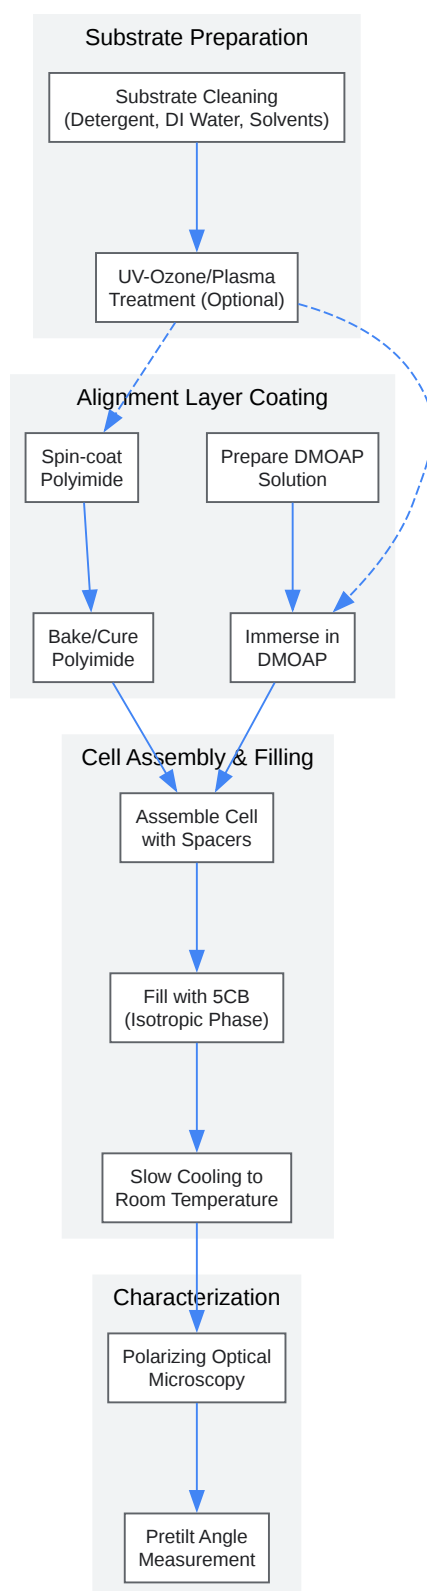 Substrate Preparation
Substrate Cleaning
(Detergent, DI Water, Solvents)
UV-Ozone/Plasma
Treatment (Optional)
Alignment Layer Coating
Spin-coat
Polyimide
Prepare DMOAP
Solution
Bake/Cure
Polyimide
Immerse in
DMOAP
Cell Assembly & Filling
Assemble Cell
with Spacers
Fill with 5CB
(Isotropic Phase)
Slow Cooling to
Room Temperature
Characterization
Polarizing Optical
Microscopy
Pretilt Angle
Measurement